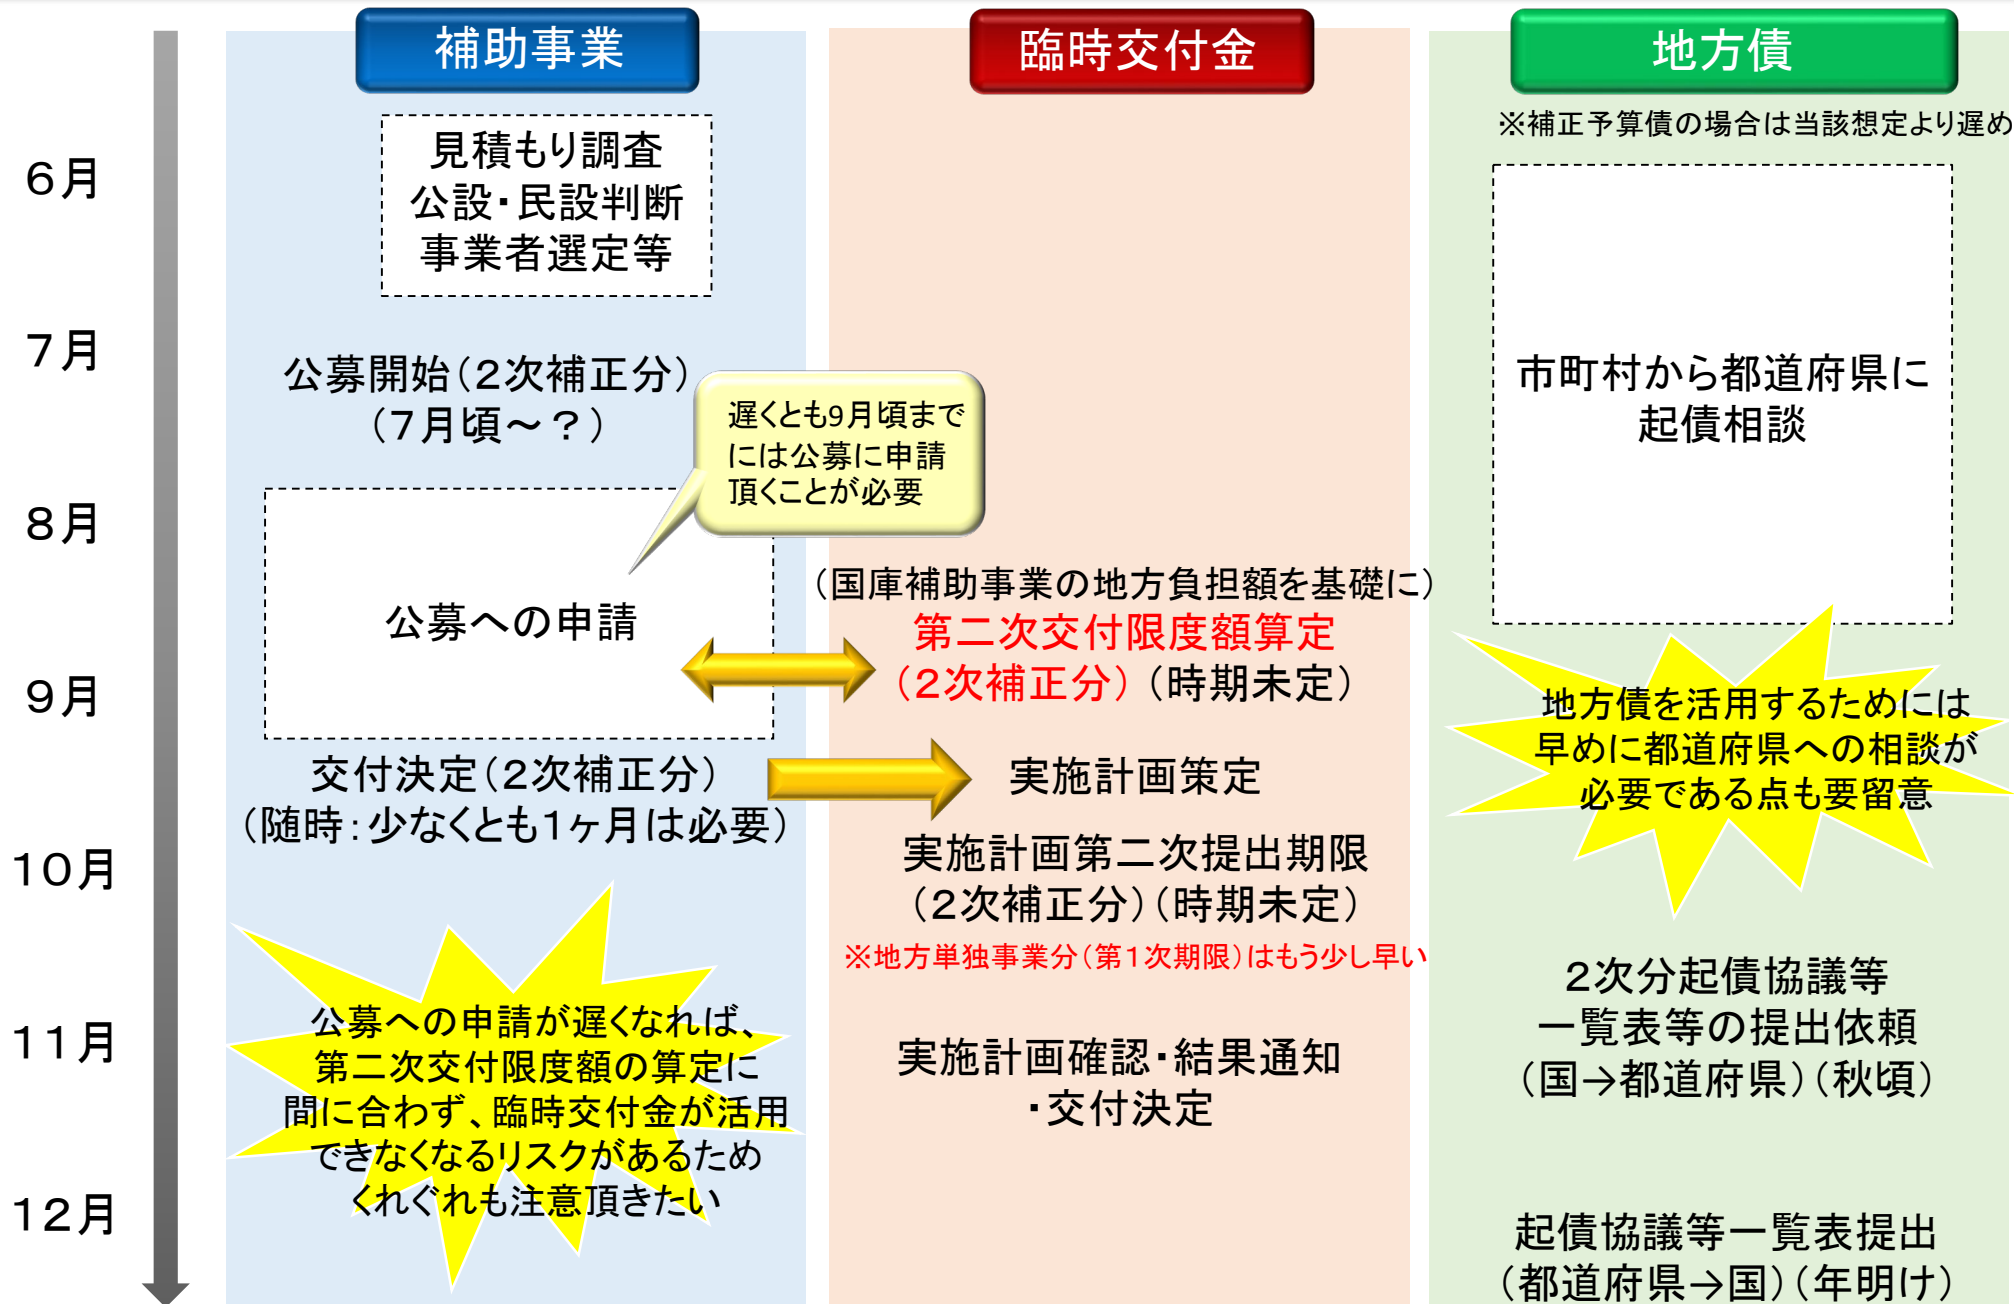 補助事業
臨時交付金
地方債
6月
7月
8月
9月
10月
11月
12月
見積もり調査
公設・民設判断
事業者選定等
公募開始(2次補正分)
(7月頃～?)
遅くとも9月頃まで
には公募に申請
頂くことが必要
公募への申請
交付決定(2次補正分)
(随時:少なくとも1ヶ月は必要)
公募への申請が遅くなれば、
第二次交付限度額の算定に
間に合わず、臨時交付金が活用
できなくなるリスクがあるため
くれぐれも注意頂きたい
(国庫補助事業の地方負担額を基礎に)
第二次交付限度額算定
(2次補正分)(時期未定)
実施計画策定
実施計画第二次提出期限
(2次補正分)(時期未定)
※地方単独事業分(第1次期限)はもう少し早い
実施計画確認・結果通知
・交付決定
※補正予算債の場合は当該想定より遅め
市町村から都道府県に
起債相談
地方債を活用するためには
早めに都道府県への相談が
必要である点も要留意
2次分起債協議等
一覧表等の提出依頼
(国→都道府県)(秋頃)
起債協議等一覧表提出
(都道府県→国)(年明け)